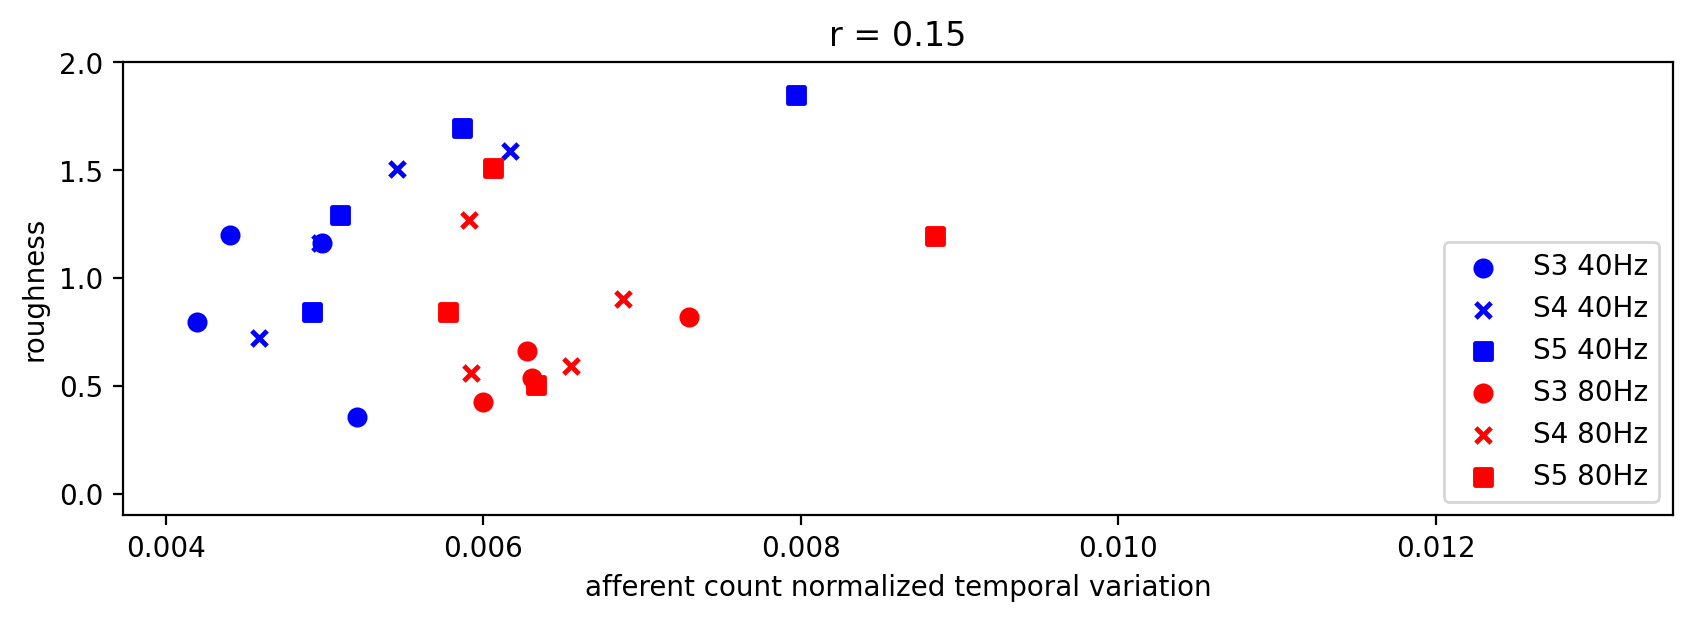 r = 0.15
2.0
1.5
1.0
0.5
0.0
roughness
0.004 0.006 0.008 0.010 0.012
afferent count normalized temporal variation
S3 40Hz
S4 40Hz
S5 40Hz
S3 80Hz
S4 80Hz
S5 80Hz